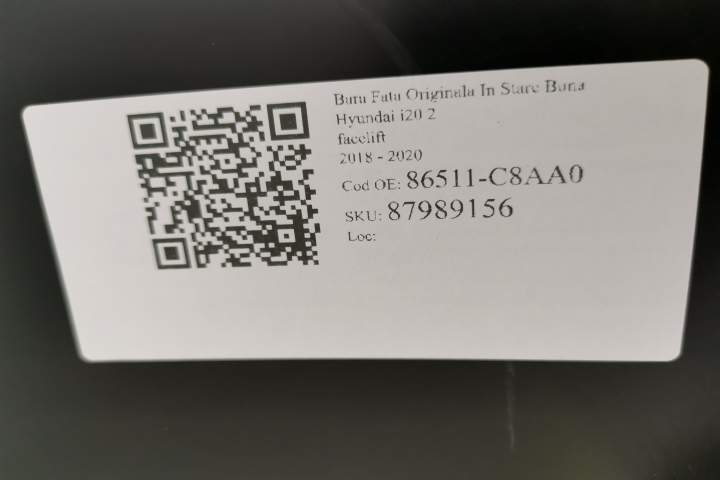 Bara Fata Originala In Stare Buna
Hyundai i20 2
facelift
2018 - 2020
Cod OE: 86511-C8AA0
SKU: 87989156
Loc: